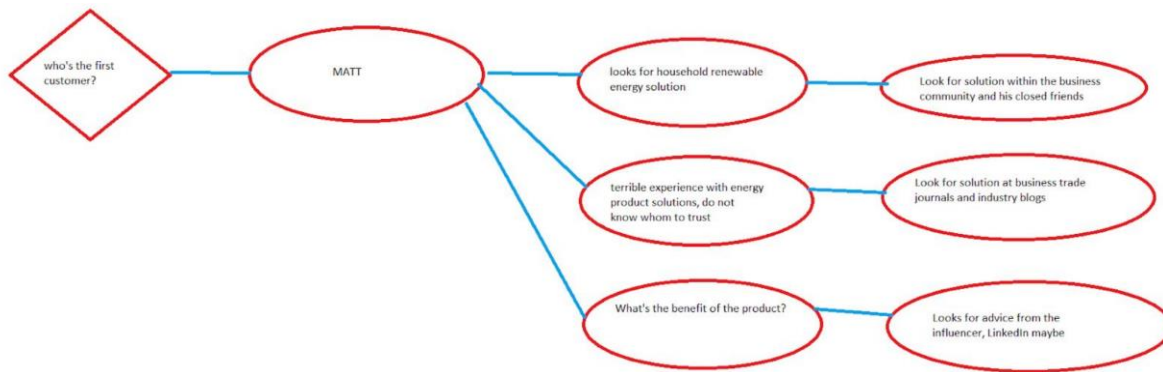 who's the first
customer?
MATT
looks for household renewable
energy solution
Look for solution within the business
community and his closed friends
terrible experience with energy
product solutions, do not
know whom to trust
Look for solution at business trade
journals and industry blogs
What's the benefit of the product?
Looks for advice from the
influencer, LinkedIn maybe